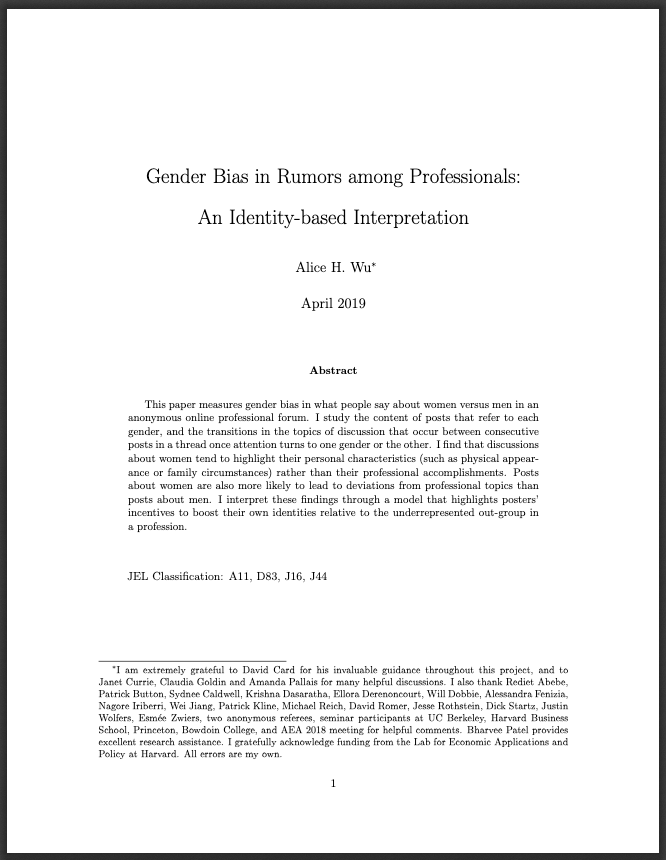 Gender Bias in Rumors among Professionals:
An Identity-based Interpretation
Alice H. Wu*
April 2019
Abstract
This paper measures gender bias in what people say about women versus men in an
anonymous online professional forum. I study the content of posts that refer to each
gender, and the transitions in the topics of discussion that occur between consecutive
posts in a thread once attention turns to one gender or the other. I find that discussions
about women tend to highlight their personal characteristics (such as physical appear-
ance or family circumstances) rather than their professional accomplishments. Posts
about women are also more likely to lead to deviations from professional topics than
posts about men. I interpret these findings through a model that highlights posters'
incentives to boost their own identities relative to the underrepresented out-group in
a profession.
JEL Classification: A11, D83, J16, J44
*I am extremely grateful to David Card for his invaluable guidance throughout this project, and to
Janet Currie, Claudia Goldin and Amanda Pallais for many helpful discussions. I also thank Rediet Abebe,
Patrick Button, Sydnee Caldwell, Krishna Dasaratha, Ellora Derenoncourt, Will Dobbie, Alessandra Fenizia,
Nagore Iriberri, Wei Jiang, Patrick Kline, Michael Reich, David Romer, Jesse Rothstein, Dick Startz, Justin
Wolfers, Esmée Zwiers, two anonymous referees, seminar participants at UC Berkeley, Harvard Business
School, Princeton, Bowdoin College, and AEA 2018 meeting for helpful comments. Bharvee Patel provides
excellent research assistance. I gratefully acknowledge funding from the Lab for Economic Applications and
Policy at Harvard. All errors are my own.
1